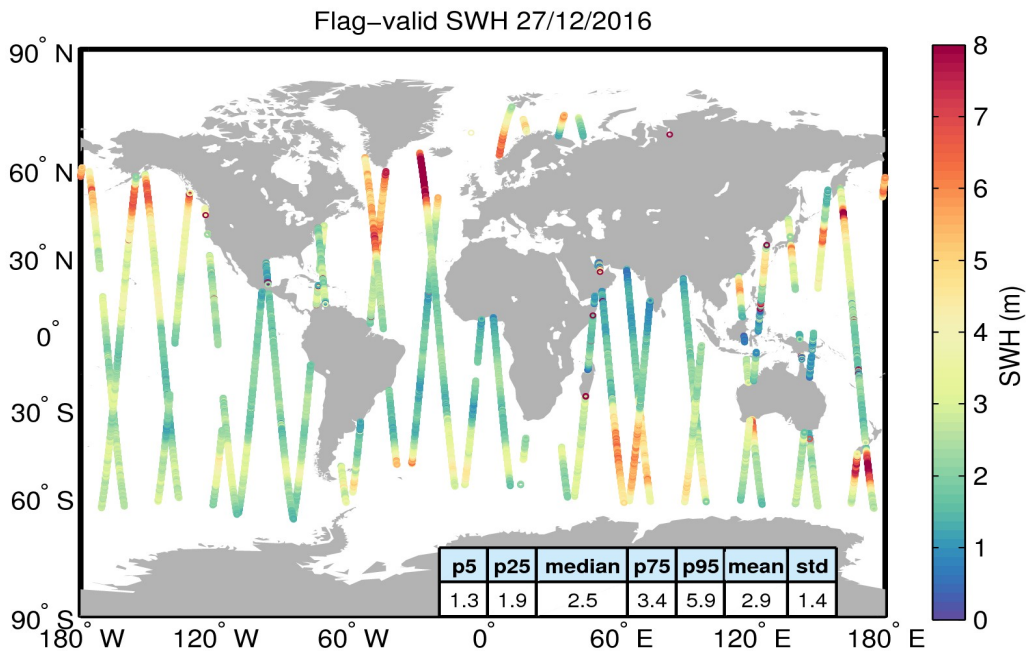 Flag−valid SWH 27/12/2016
90° N
60° N
30° N
0°
30° S
60° S
90° S
180° W
120° W
60° W
0°
60° E
120° E
180° E
p5 p25 median p75 p95 mean std
1.3 1.9 2.5 3.4 5.9 2.9 1.4
8
7
6
5
4
3
2
1
0
SWH (m)